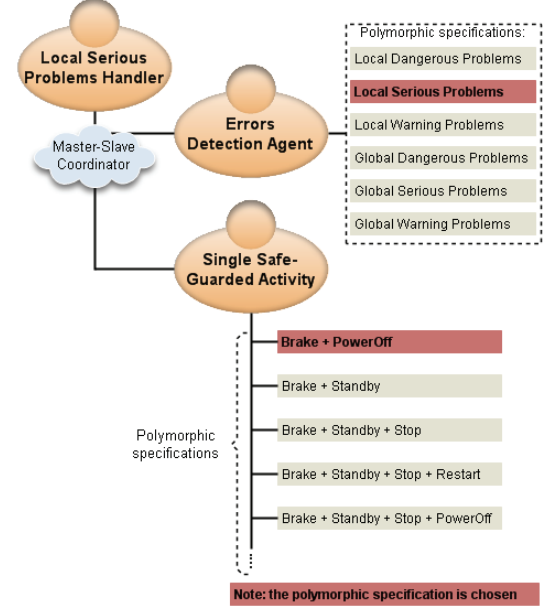 Local Serious
Problems Handler
Master-Slave
Coordinator
Errors
Detection Agent
Polymorphic specifications:
Local Dangerous Problems
Local Serious Problems
Local Warning Problems
Global Dangerous Problems
Global Serious Problems
Global Warning Problems
Single Safe-
Guarded Activity
Polymorphic
specifications
Brake + PowerOff
Brake + Standby
Brake + Standby + Stop
Brake + Standby + Stop + Restart
Brake + Standby + Stop + PowerOff
Note: the polymorphic specification is chosen